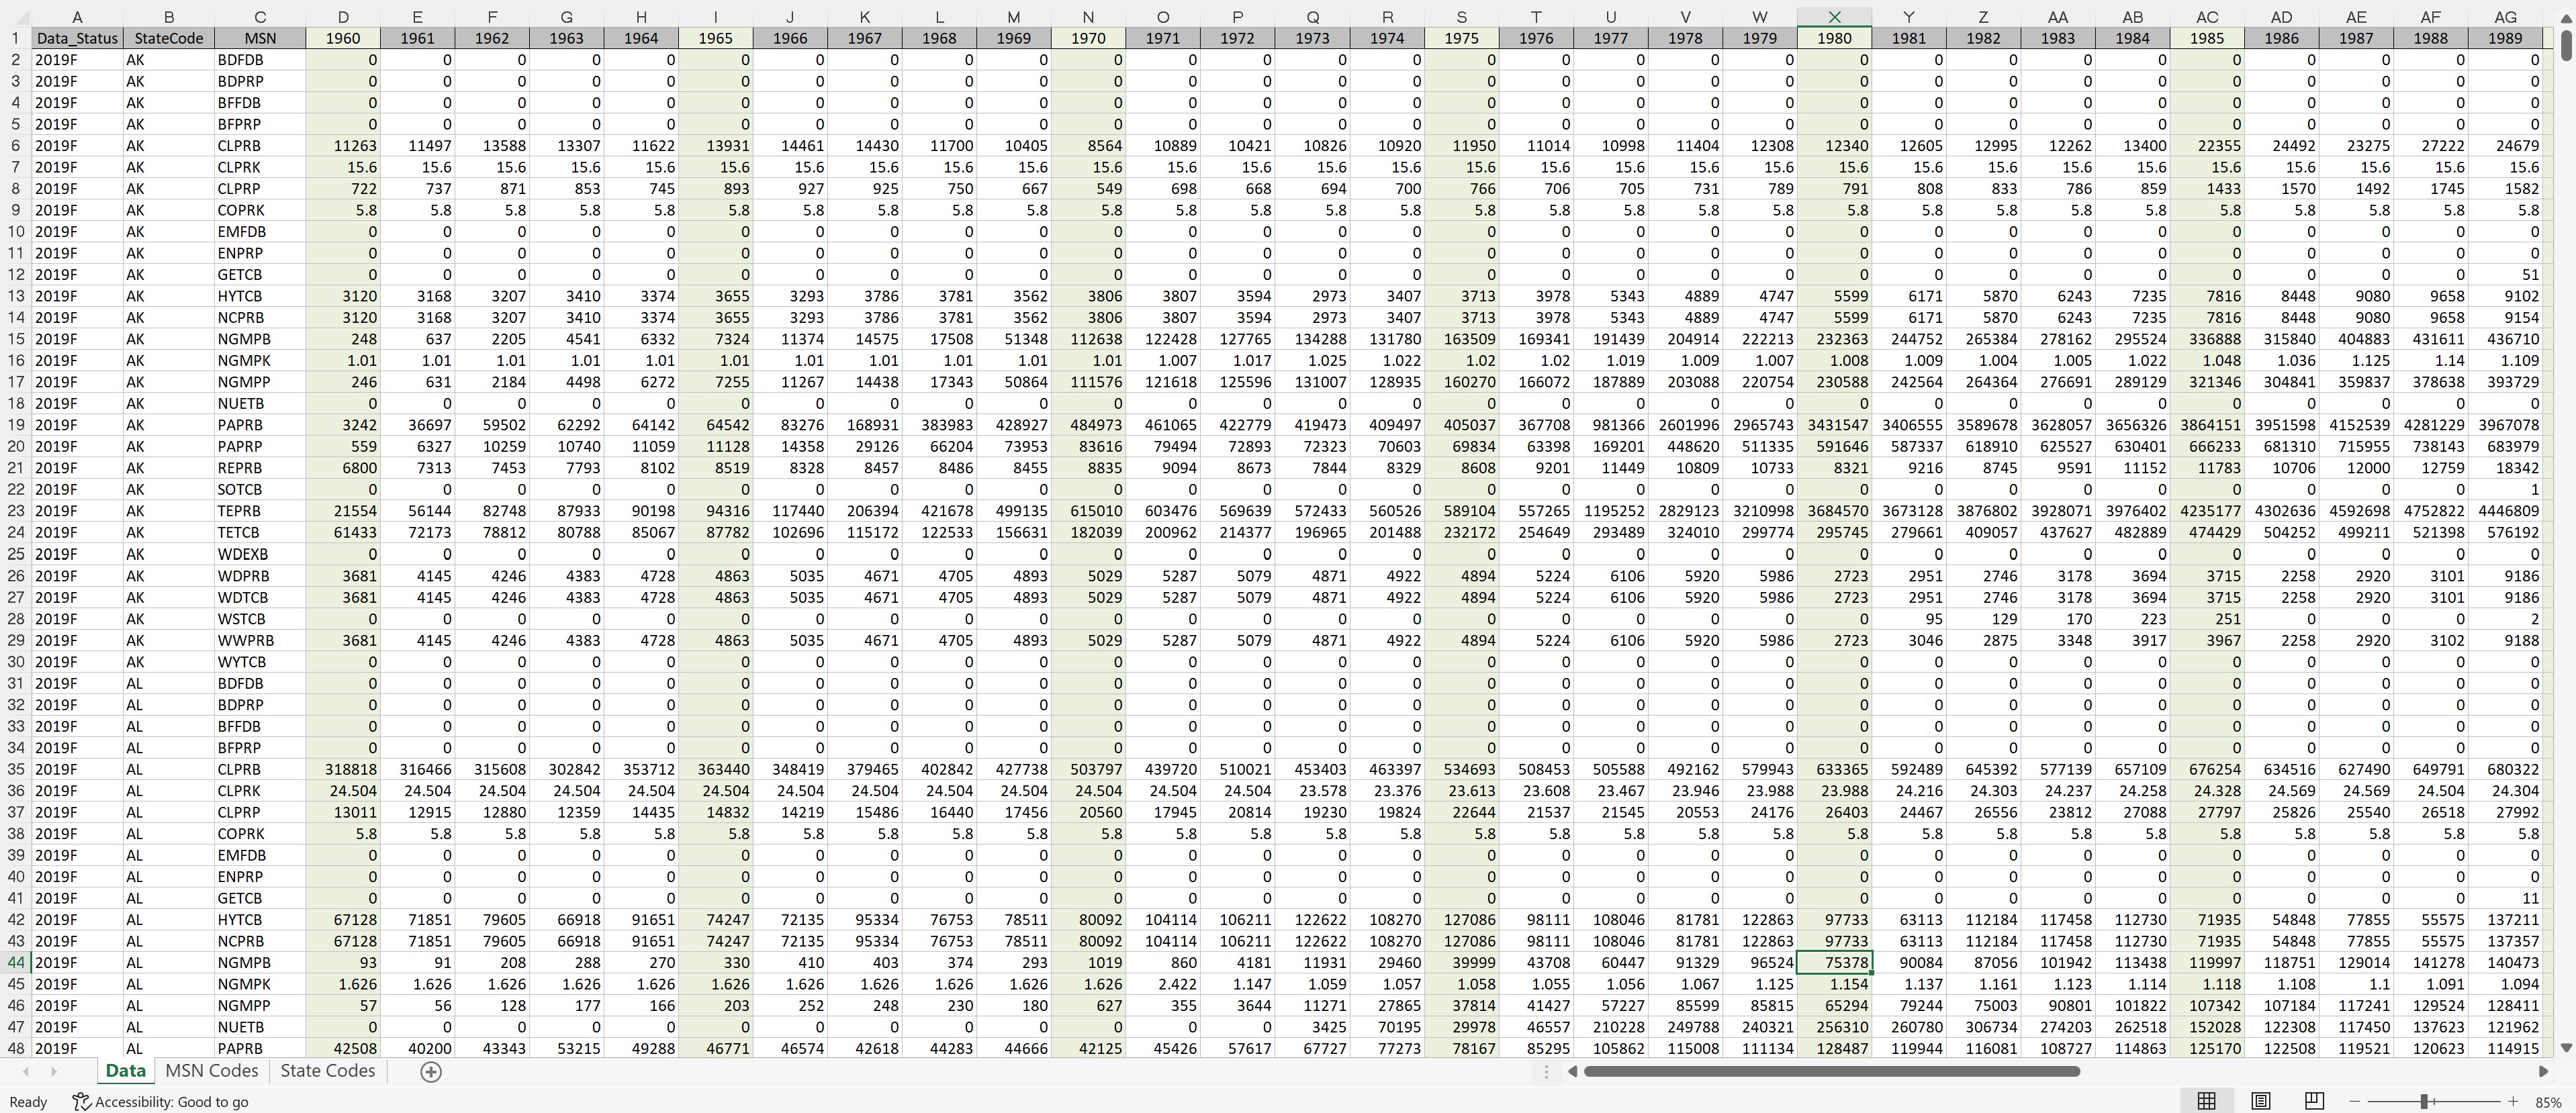 A B C D E F G H I J K L M N O P Q R S T U V W X Y Z AA AB AC AD AE AF AG
1 Data_Status StateCode MSN 1960 1961 1962 1963 1964 1965 1966 1967 1968 1969 1970 1971 1972 1973 1974 1975 1976 1977 1978 1979 1980 1981 1982 1983 1984 1985 1986 1987 1988 1989
2 2019F AK BDFDB 0 0 0 0 0 0 0 0 0 0 0 0 0 0 0 0 0 0 0 0 0 0 0 0 0 0 0 0 0 0
3 2019F AK BDPRP 0 0 0 0 0 0 0 0 0 0 0 0 0 0 0 0 0 0 0 0 0 0 0 0 0 0 0 0 0 0
4 2019F AK BFFDB 0 0 0 0 0 0 0 0 0 0 0 0 0 0 0 0 0 0 0 0 0 0 0 0 0 0 0 0 0 0
5 2019F AK BFPRP 0 0 0 0 0 0 0 0 0 0 0 0 0 0 0 0 0 0 0 0 0 0 0 0 0 0 0 0 0 0
6 2019F AK CLPRB 11263 11497 13588 13307 11622 13931 14461 14430 11700 10405 8564 10889 10421 10826 10920 11950 11014 10998 11404 12308 12340 12605 12995 12262 13400 22355 24492 23275 27222 24679
7 2019F AK CLPRK 15.6 15.6 15.6 15.6 15.6 15.6 15.6 15.6 15.6 15.6 15.6 15.6 15.6 15.6 15.6 15.6 15.6 15.6 15.6 15.6 15.6 15.6 15.6 15.6 15.6 15.6 15.6 15.6 15.6 15.6
8 2019F AK CLPRP 722 737 871 853 745 893 927 925 750 667 549 698 668 694 700 766 706 705 731 789 791 808 833 786 859 1433 1570 1492 1745 1582
9 2019F AK COPRK 5.8 5.8 5.8 5.8 5.8 5.8 5.8 5.8 5.8 5.8 5.8 5.8 5.8 5.8 5.8 5.8 5.8 5.8 5.8 5.8 5.8 5.8 5.8 5.8 5.8 5.8 5.8 5.8 5.8 5.8
10 2019F AK EMFDB 0 0 0 0 0 0 0 0 0 0 0 0 0 0 0 0 0 0 0 0 0 0 0 0 0 0 0 0 0 0
11 2019F AK ENPRP 0 0 0 0 0 0 0 0 0 0 0 0 0 0 0 0 0 0 0 0 0 0 0 0 0 0 0 0 0 0
12 2019F AK GETCB 0 0 0 0 0 0 0 0 0 0 0 0 0 0 0 0 0 0 0 0 0 0 0 0 0 0 0 0 0 51
13 2019F AK HYTCB 3120 3168 3207 3410 3374 3655 3293 3786 3781 3562 3806 3807 3594 2973 3407 3713 3978 5343 4889 4747 5599 6171 5870 6243 7235 7816 8448 9080 9658 9102
14 2019F AK NCPRB 3120 3168 3207 3410 3374 3655 3293 3786 3781 3562 3806 3807 3594 2973 3407 3713 3978 5343 4889 4747 5599 6171 5870 6243 7235 7816 8448 9080 9658 9154
15 2019F AK NGMPB 248 637 2205 4541 6332 7324 11374 14575 17508 51348 112638 122428 127765 134288 131780 163509 169341 191439 204914 222213 232363 244752 265384 278162 295524 336888 315840 404883 431611 436710
16 2019F AK NGMPK 1.01 1.01 1.01 1.01 1.01 1.01 1.01 1.01 1.01 1.01 1.01 1.007 1.017 1.025 1.022 1.02 1.02 1.019 1.009 1.007 1.008 1.009 1.004 1.005 1.022 1.048 1.036 1.125 1.14 1.109
17 2019F AK NGMPP 246 631 2184 4498 6272 7255 11267 14438 17343 50864 111576 121618 125596 131007 128935 160270 166072 187889 203088 220754 230588 242564 264364 276691 289129 321346 304841 359837 378638 393729
18 2019F AK NUETB 0 0 0 0 0 0 0 0 0 0 0 0 0 0 0 0 0 0 0 0 0 0 0 0 0 0 0 0 0 0
19 2019F AK PAPRB 3242 36697 59502 62292 64142 64542 83276 168931 383983 428927 484973 461065 422779 419473 409497 405037 367708 981366 2601996 2965743 3431547 3406555 3589678 3628057 3656326 3864151 3951598 4152539 4281229 3967078
20 2019F AK PAPRP 559 6327 10259 10740 11059 11128 14358 29126 66204 73953 83616 79494 72893 72323 70603 69834 63398 169201 448620 511335 591646 587337 618910 625527 630401 666233 681310 715955 738143 683979
21 2019F AK REPRB 6800 7313 7453 7793 8102 8519 8328 8457 8486 8455 8835 9094 8673 7844 8329 8608 9201 11449 10809 10733 8321 9216 8745 9591 11152 11783 10706 12000 12759 18342
22 2019F AK SOTCB 0 0 0 0 0 0 0 0 0 0 0 0 0 0 0 0 0 0 0 0 0 0 0 0 0 0 0 0 0 1
23 2019F AK TEPRB 21554 56144 82748 87933 90198 94316 117440 206394 421678 499135 615010 603476 569639 572433 560526 589104 557265 1195252 2829123 3210998 3684570 3673128 3876802 3928071 3976402 4235177 4302636 4592698 4752822 4446809
24 2019F AK TETCB 61433 72173 78812 80788 85067 87782 102696 115172 122533 156631 182039 200962 214377 196965 201488 232172 254649 293489 324010 299774 295745 279661 409057 437627 482889 474429 504252 499211 521398 576192
25 2019F AK WDEXB 0 0 0 0 0 0 0 0 0 0 0 0 0 0 0 0 0 0 0 0 0 0 0 0 0 0 0 0 0 0
26 2019F AK WDPRB 3681 4145 4246 4383 4728 4863 5035 4671 4705 4893 5029 5287 5079 4871 4922 4894 5224 6106 5920 5986 2723 2951 2746 3178 3694 3715 2258 2920 3101 9186
27 2019F AK WDTCB 3681 4145 4246 4383 4728 4863 5035 4671 4705 4893 5029 5287 5079 4871 4922 4894 5224 6106 5920 5986 2723 2951 2746 3178 3694 3715 2258 2920 3101 9186
28 2019F AK WSTCB 0 0 0 0 0 0 0 0 0 0 0 0 0 0 0 0 0 0 0 0 0 95 129 170 223 251 0 0 0 2
29 2019F AK WWPRB 3681 4145 4246 4383 4728 4863 5035 4671 4705 4893 5029 5287 5079 4871 4922 4894 5224 6106 5920 5986 2723 3046 2875 3348 3917 3967 2258 2920 3102 9188
30 2019F AK WYTCB 0 0 0 0 0 0 0 0 0 0 0 0 0 0 0 0 0 0 0 0 0 0 0 0 0 0 0 0 0 0
31 2019F AL BDFDB 0 0 0 0 0 0 0 0 0 0 0 0 0 0 0 0 0 0 0 0 0 0 0 0 0 0 0 0 0 0
32 2019F AL BDPRP 0 0 0 0 0 0 0 0 0 0 0 0 0 0 0 0 0 0 0 0 0 0 0 0 0 0 0 0 0 0
33 2019F AL BFFDB 0 0 0 0 0 0 0 0 0 0 0 0 0 0 0 0 0 0 0 0 0 0 0 0 0 0 0 0 0 0
34 2019F AL BFPRP 0 0 0 0 0 0 0 0 0 0 0 0 0 0 0 0 0 0 0 0 0 0 0 0 0 0 0 0 0 0
35 2019F AL CLPRB 318818 316466 315608 302842 353712 363440 348419 379465 402842 427738 503797 439720 510021 453403 463397 534693 508453 505588 492162 579943 633365 592489 645392 577139 657109 676254 634516 627490 649791 680322
36 2019F AL CLPRK 24.504 24.504 24.504 24.504 24.504 24.504 24.504 24.504 24.504 24.504 24.504 24.504 24.504 23.578 23.376 23.613 23.608 23.467 23.946 23.988 23.988 24.216 24.303 24.237 24.258 24.328 24.569 24.569 24.504 24.304
37 2019F AL CLPRP 13011 12915 12880 12359 14435 14832 14219 15486 16440 17456 20560 17945 20814 19230 19824 22644 21537 21545 20553 24176 26403 24467 26556 23812 27088 27797 25826 25540 26518 27992
38 2019F AL COPRK 5.8 5.8 5.8 5.8 5.8 5.8 5.8 5.8 5.8 5.8 5.8 5.8 5.8 5.8 5.8 5.8 5.8 5.8 5.8 5.8 5.8 5.8 5.8 5.8 5.8 5.8 5.8 5.8 5.8 5.8
39 2019F AL EMFDB 0 0 0 0 0 0 0 0 0 0 0 0 0 0 0 0 0 0 0 0 0 0 0 0 0 0 0 0 0 0
40 2019F AL ENPRP 0 0 0 0 0 0 0 0 0 0 0 0 0 0 0 0 0 0 0 0 0 0 0 0 0 0 0 0 0 0
41 2019F AL GETCB 0 0 0 0 0 0 0 0 0 0 0 0 0 0 0 0 0 0 0 0 0 0 0 0 0 0 0 0 0 11
42 2019F AL HYTCB 67128 71851 79605 66918 91651 74247 72135 95334 76753 78511 80092 104114 106211 122622 108270 127086 98111 108046 81781 122863 97733 63113 112184 117458 112730 71935 54848 77855 55575 137211
43 2019F AL NCPRB 67128 71851 79605 66918 91651 74247 72135 95334 76753 78511 80092 104114 106211 122622 108270 127086 98111 108046 81781 122863 97733 63113 112184 117458 112730 71935 54848 77855 55575 137357
44 2019F AL NGMPB 93 91 208 288 270 330 410 403 374 293 1019 860 4181 11931 29460 39999 43708 60447 91329 96524 75378 90084 87056 101942 113438 119997 118751 129014 141278 140473
45 2019F AL NGMPK 1.626 1.626 1.626 1.626 1.626 1.626 1.626 1.626 1.626 1.626 1.626 2.422 1.147 1.059 1.057 1.058 1.055 1.056 1.067 1.125 1.154 1.137 1.161 1.123 1.114 1.118 1.108 1.1 1.091 1.094
46 2019F AL NGMPP 57 56 128 177 166 203 252 248 230 180 627 355 3644 11271 27865 37814 41427 57227 85599 85815 65294 79244 75003 90801 101822 107342 107184 117241 129524 128411
47 2019F AL NUETB 0 0 0 0 0 0 0 0 0 0 0 0 0 3425 70195 29978 46557 210228 249788 240321 256310 260780 306734 274203 262518 152028 122308 117450 137623 121962
48 2019F AL PAPRB 42508 40200 43343 53215 49288 46771 46574 42618 44283 44666 42125 45426 57617 67727 77273 78167 85295 105862 115008 111134 128487 119944 116081 108727 114863 125170 122508 119521 120623 114915
Data MSN Codes State Codes
Ready Accessibility: Good to go 85%